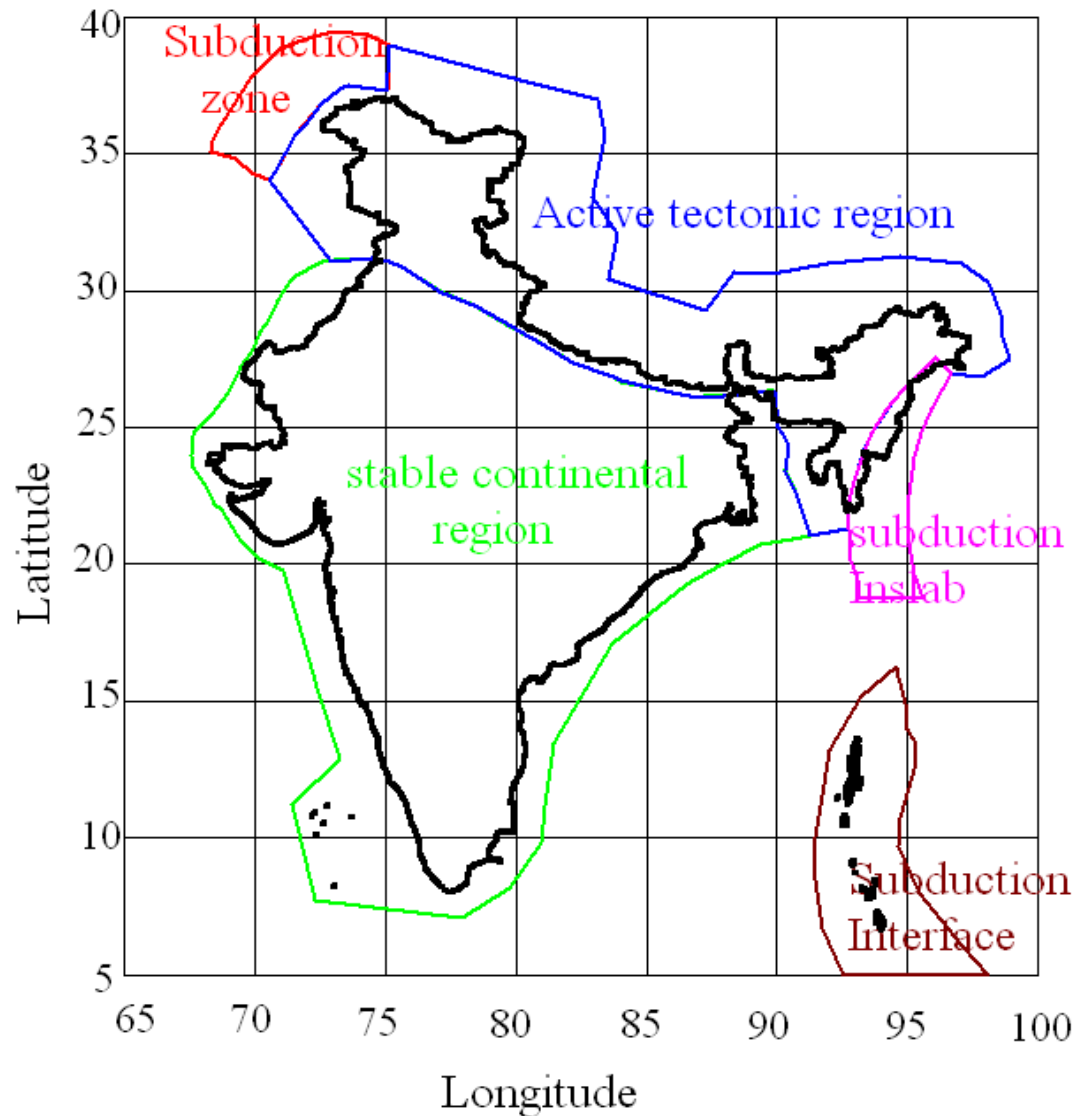 40
Subduction
zone
35
Active tectonic region
30
25
stable continental
region
subduction
Inslab
20
15
10
Subduction
Interface
5
65 70 75 80 85 90 95 100
Latitude
Longitude